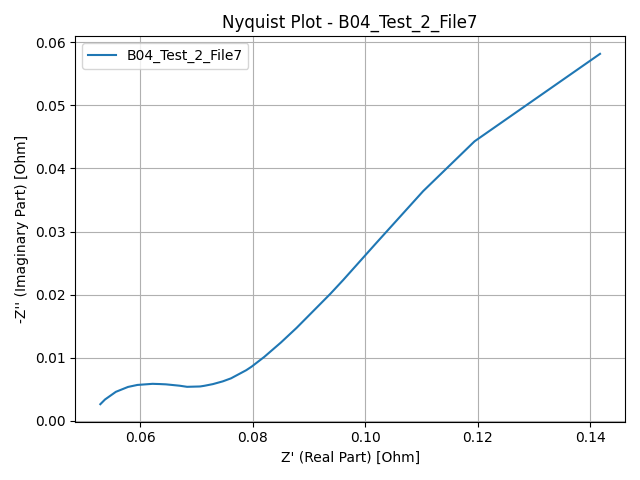 Nyquist Plot - B04_Test_2_File7
B04_Test_2_File7
-Z'' (Imaginary Part) [Ohm]
0.06
0.05
0.04
0.03
0.02
0.01
0.00
0.06 0.08 0.10 0.12 0.14
Z' (Real Part) [Ohm]